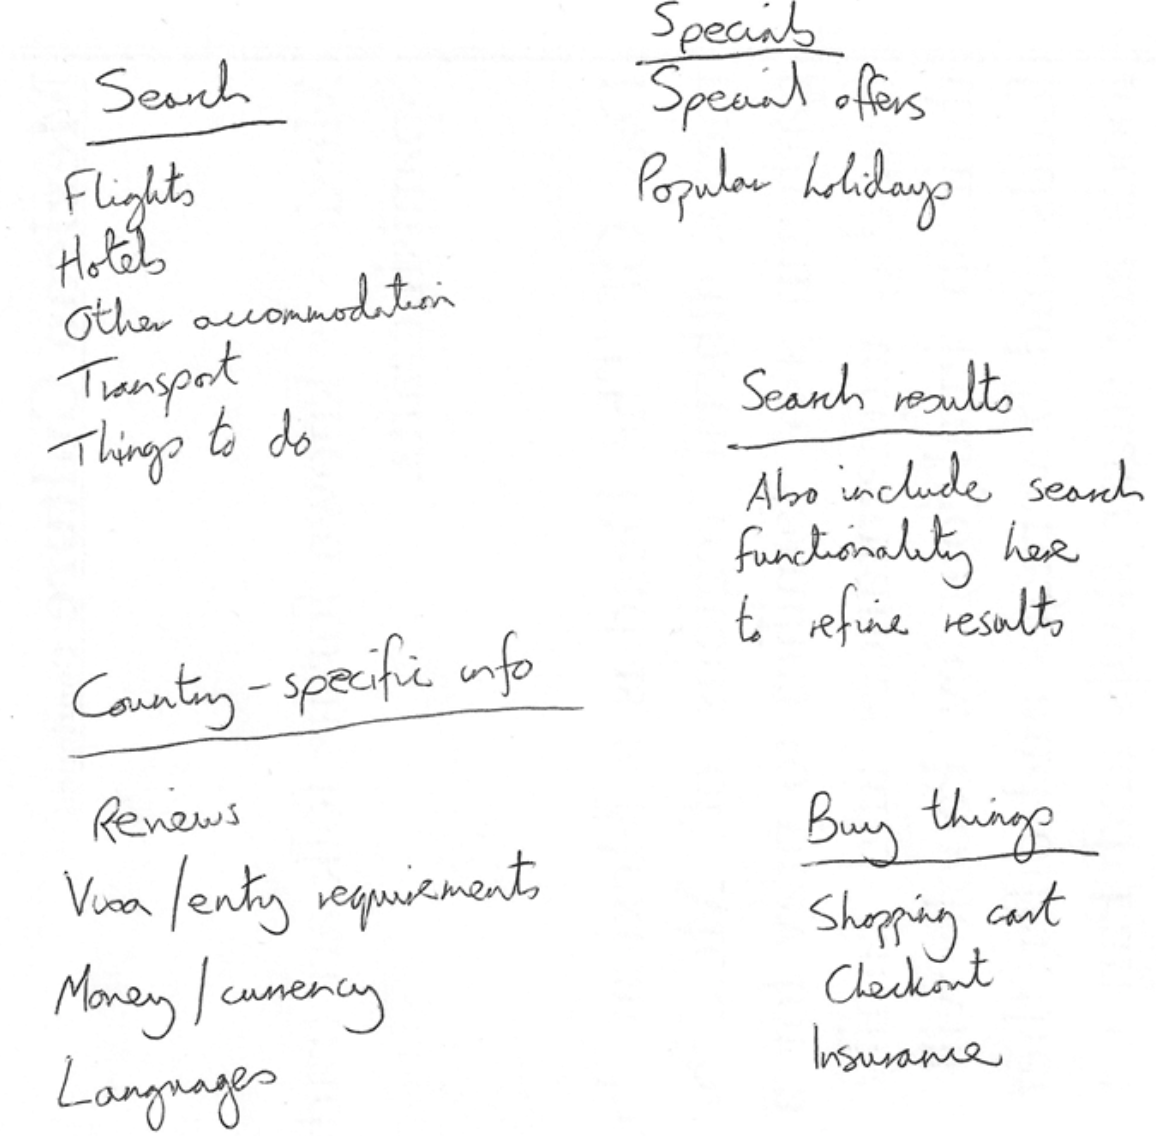 Search
Flights
Hotels
Other accommodation
Transport
Things to do
Country-specific info
Reviews
Visa/entry requirements
Money/currency
Languages
Specials
Special offers
Popular holidays
Search results
Also include search
functionality here
to refine results
Buy things
Shopping cart
Checkout
Insurance